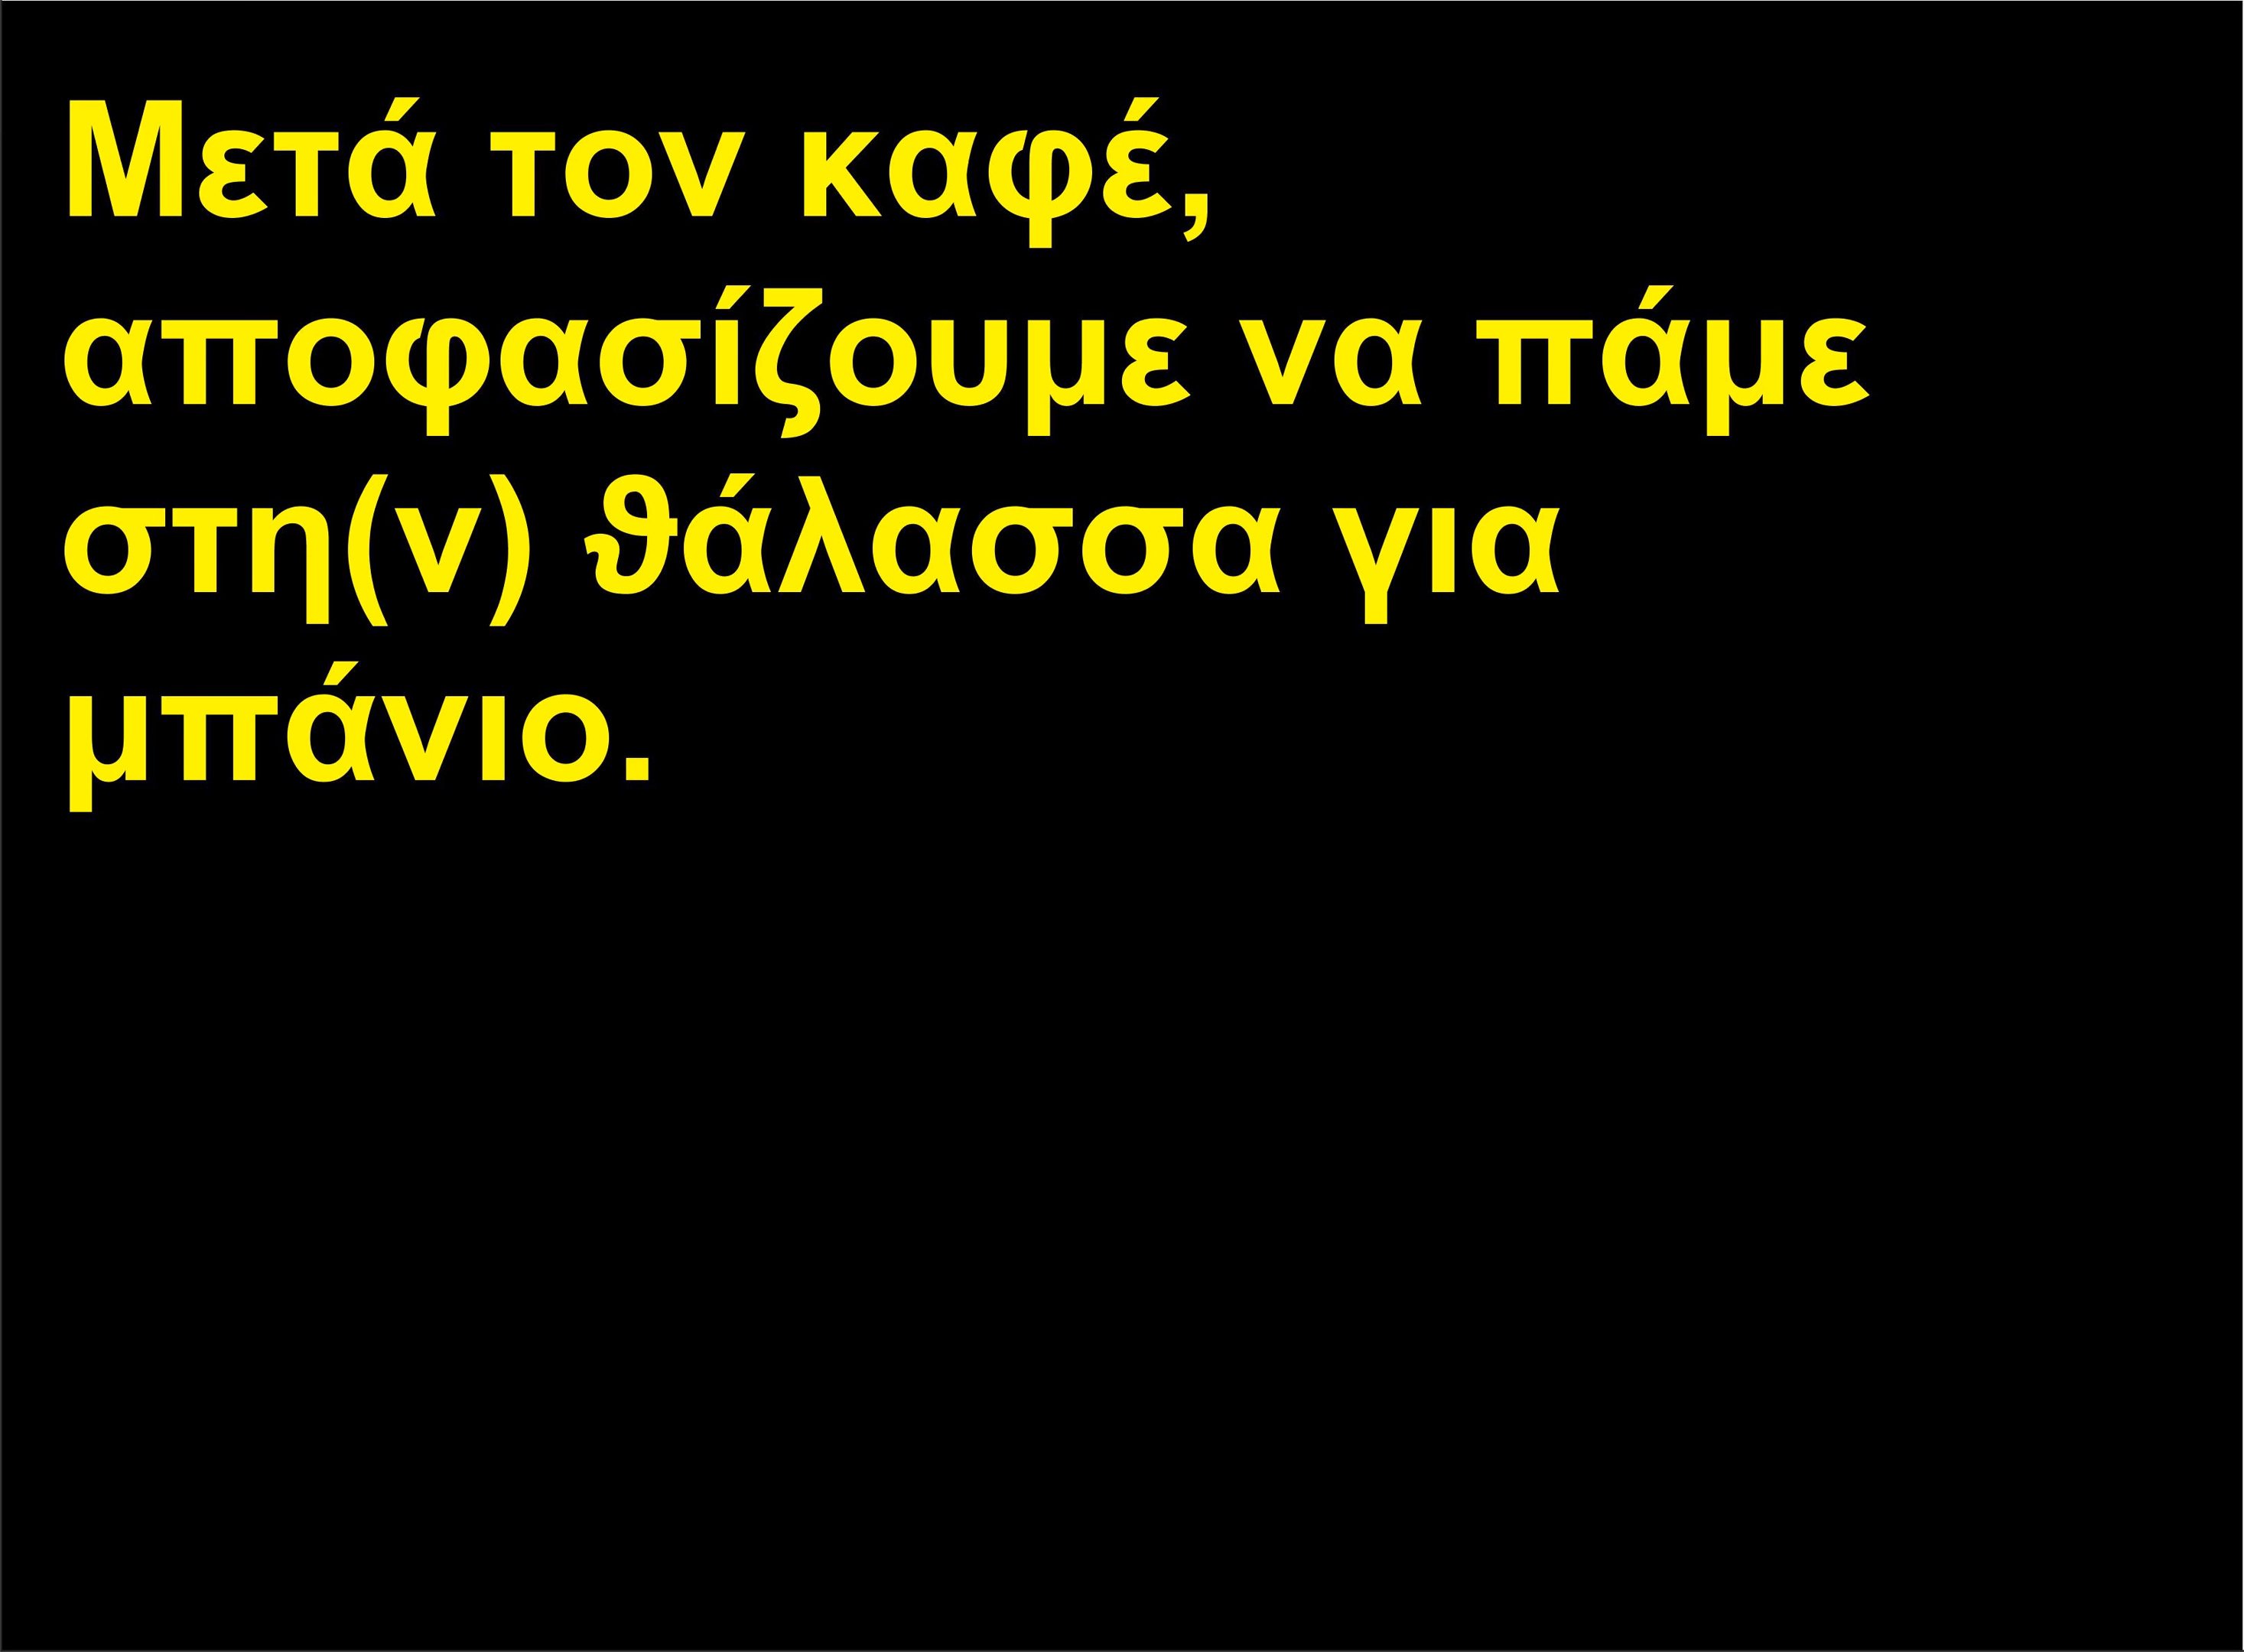 Μετά τον καφέ,
αποφασίζουμε να πάμε
στη(ν) ϑάλασσα για
μπάνιο.